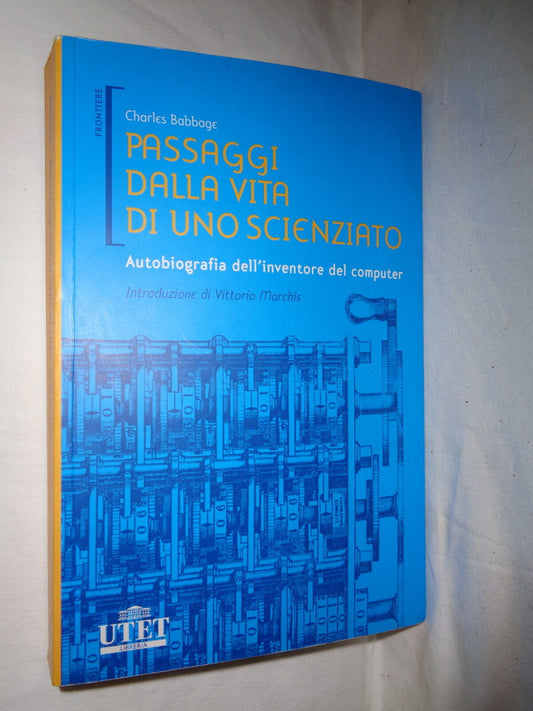 FRONTIERE
Charles Babbage
PASSAGGI
DALLA VITA
DI UNO SCIENZIATO
Autobiografia dell'inventore del computer
Introduzione di Vittorio Marchis
UTET
LIBRERIA